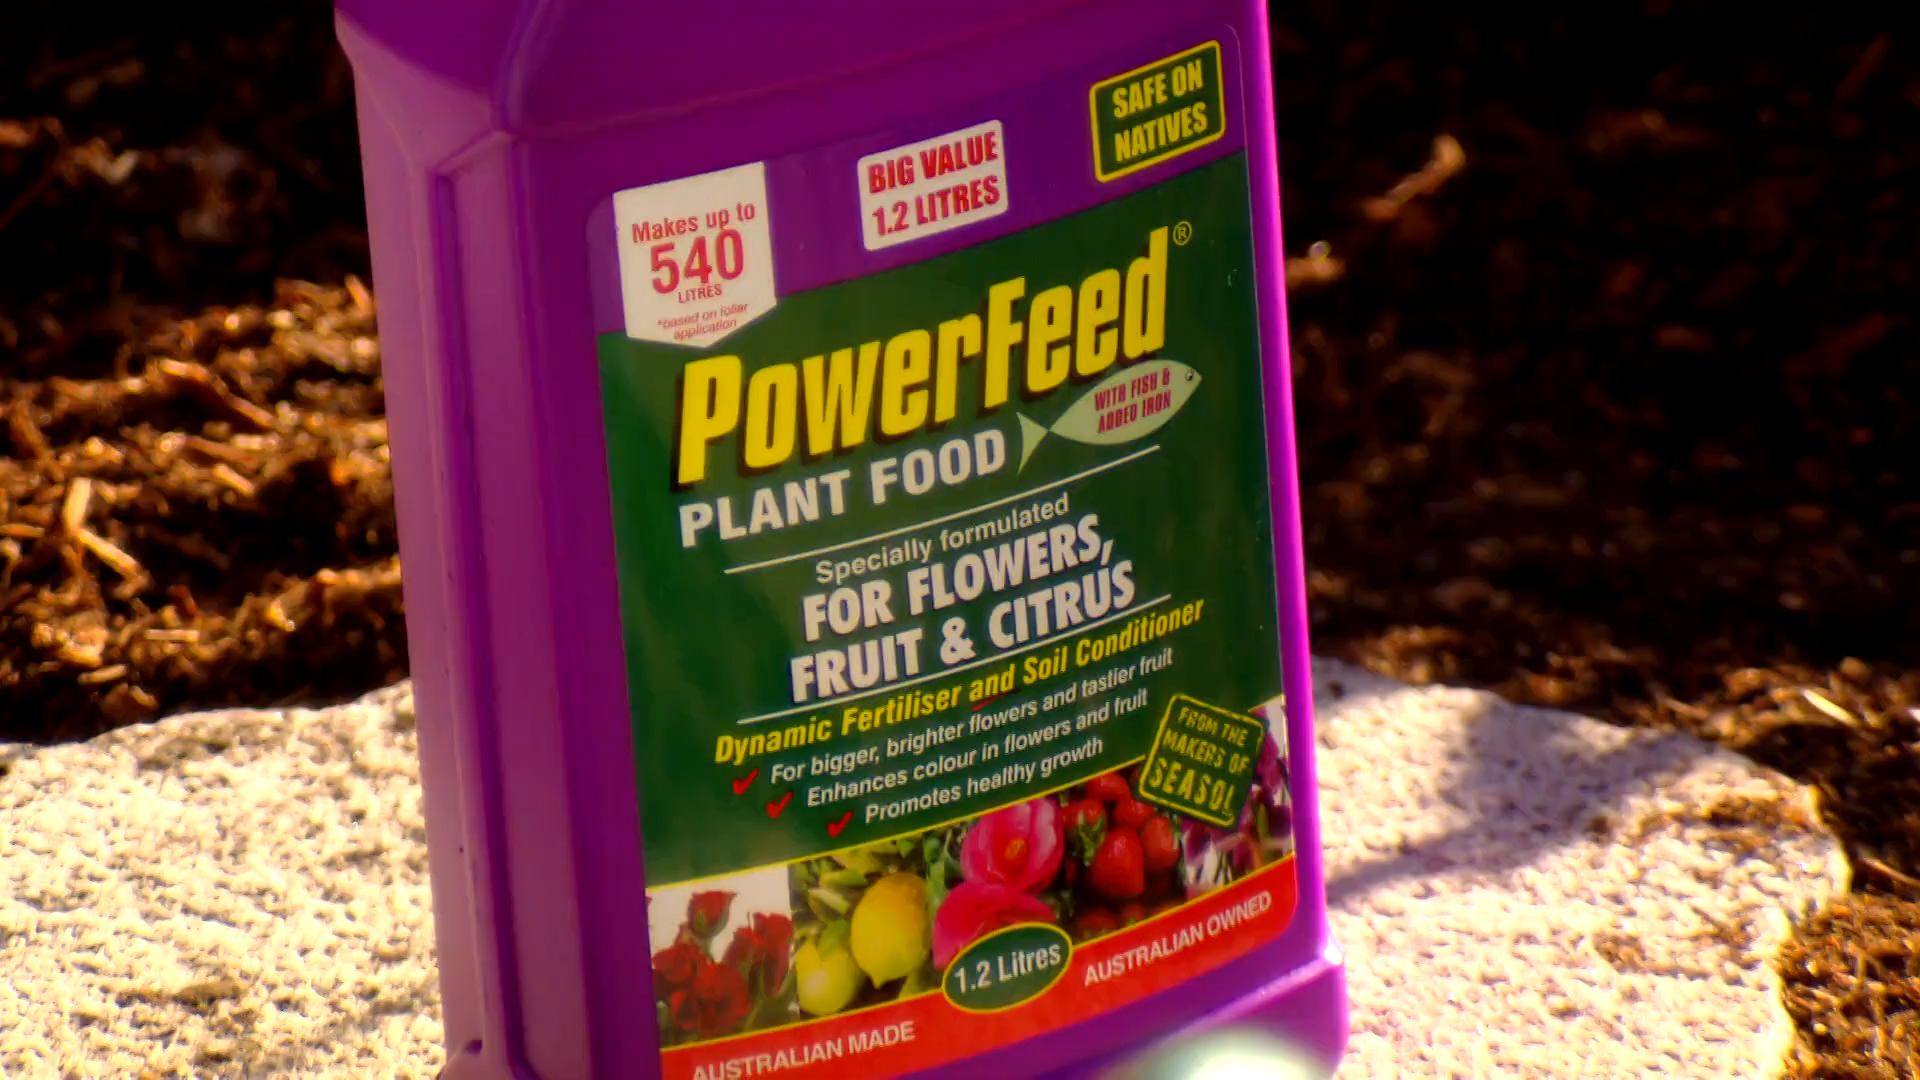 SAFE ON
NATIVES
BIG VALUE
1.2 LITRES
Makes up to
540
LITRES
*based on foliar
application
PowerFeed®
WITH FISH &
ADDED IRON
PLANT FOOD
Specially formulated
FOR FLOWERS,
FRUIT & CITRUS
Dynamic Fertiliser and Soil Conditioner
For bigger, brighter flowers and tastier fruit
Enhances colour in flowers and fruit
Promotes healthy growth
FROM THE
MAKERS OF
SEASOL
1.2 Litres
AUSTRALIAN MADE
AUSTRALIAN OWNED